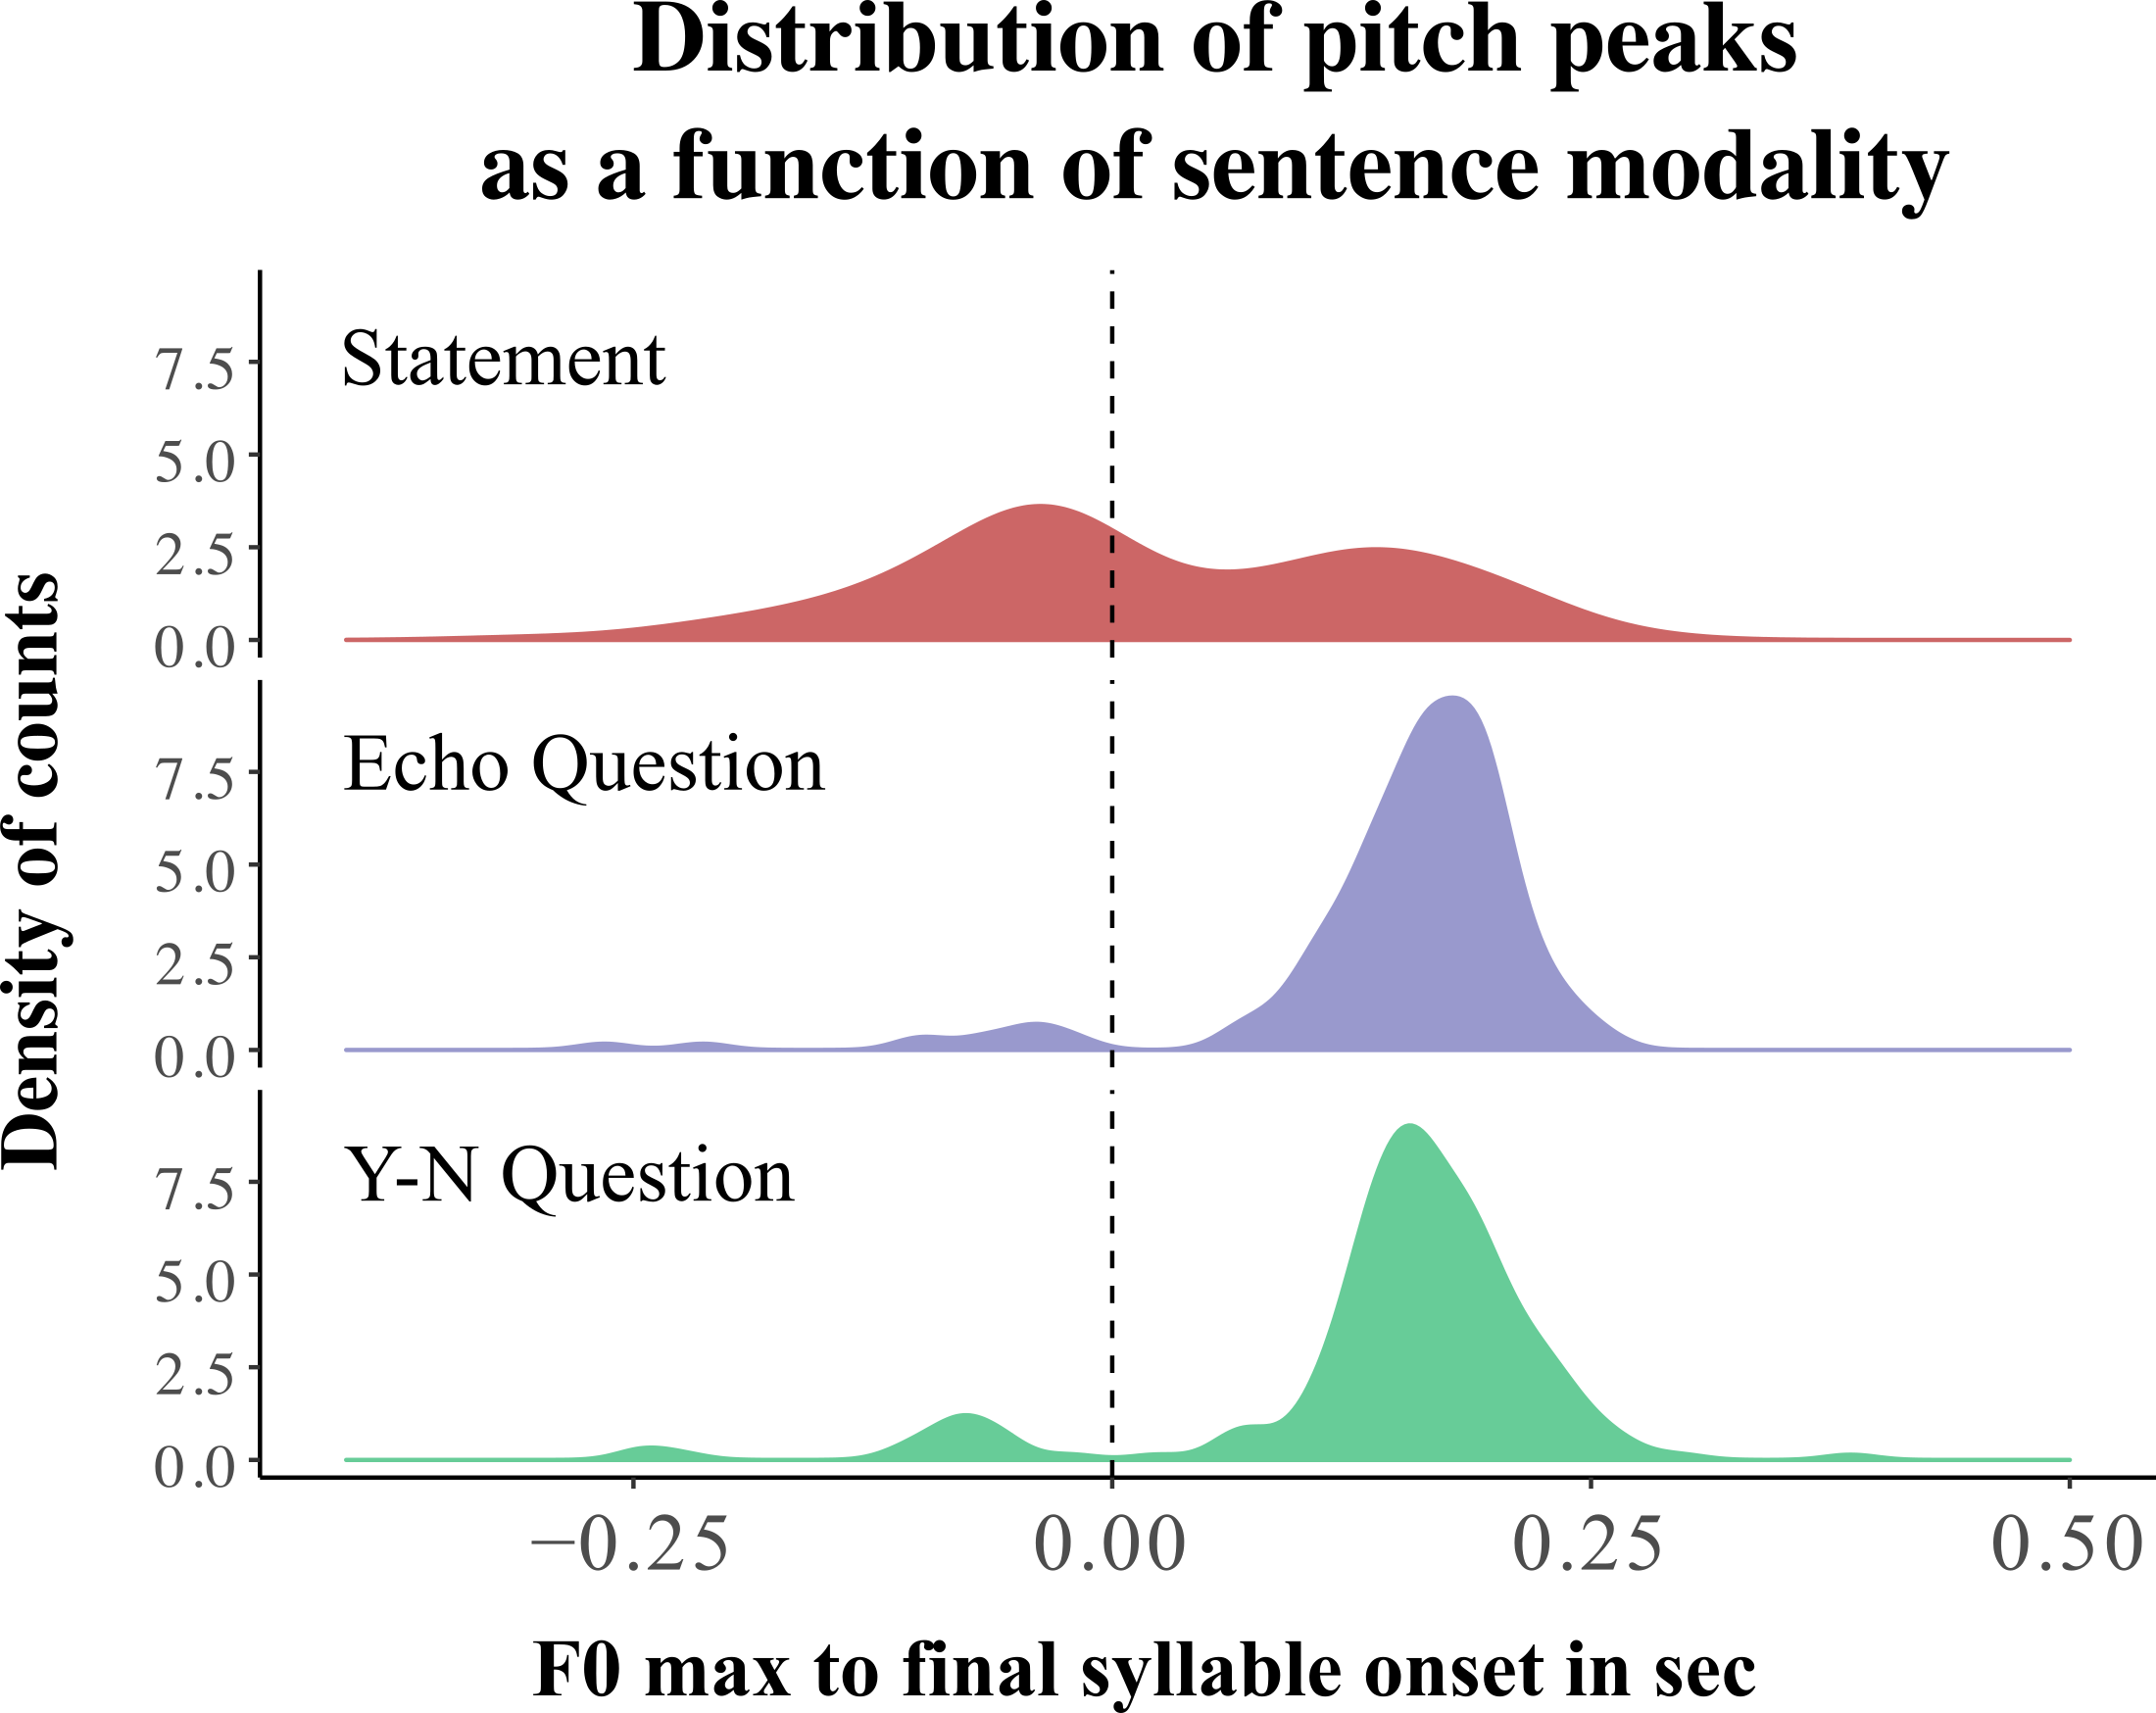 Distribution of pitch peaks
as a function of sentence modality
Density of counts
Statement
7.5
5.0
2.5
0.0
Echo Question
7.5
5.0
2.5
0.0
Y-N Question
7.5
5.0
2.5
0.0
−0.25 0.00 0.25 0.50
F0 max to final syllable onset in sec